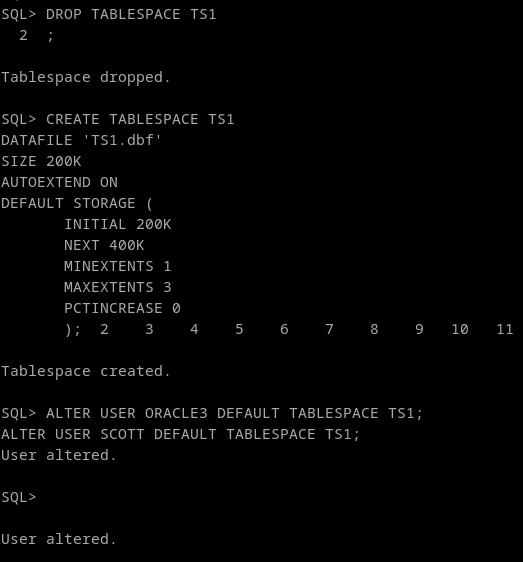 SQL> DROP TABLESPACE TS1
  2  ;
Tablespace dropped.
SQL> CREATE TABLESPACE TS1
DATAFILE 'TS1.dbf'
SIZE 200K
AUTOEXTEND ON
DEFAULT STORAGE (
       INITIAL 200K
       NEXT 400K
       MINEXTENTS 1
       MAXEXTENTS 3
       PCTINCREASE 0
       );  2    3    4    5    6    7    8    9   10   11
Tablespace created.
SQL> ALTER USER ORACLE3 DEFAULT TABLESPACE TS1;
ALTER USER SCOTT DEFAULT TABLESPACE TS1;
User altered.
SQL>
User altered.